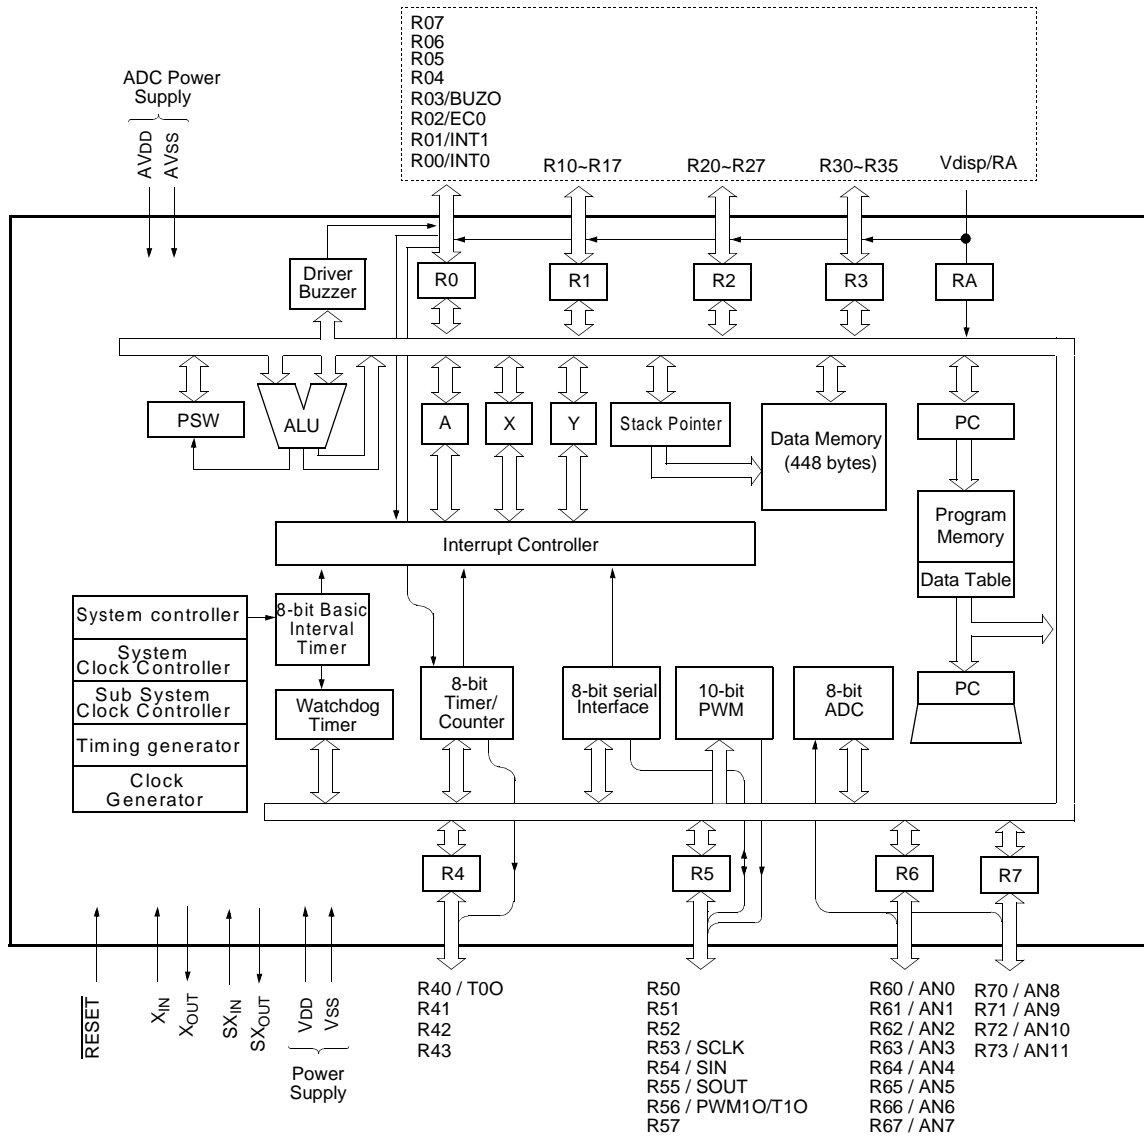 R07
R06
R05
R04
R03/BUZO
R02/EC0
R01/INT1
R00/INT0
R10~R17
R20~R27
R30~R35
Vdisp/RA
ADC Power
Supply
AVDD
AVSS
Driver
Buzzer
R0
R1
R2
R3
RA
PSW
ALU
A
X
Y
Stack Pointer
Data Memory
(448 bytes)
PC
Program
Memory
Data Table
Interrupt Controller
System controller
System
Clock Controller
Sub System
Clock Controller
Timing generator
Clock
Generator
8-bit Basic
Interval
Timer
Watchdog
Timer
8-bit
Timer/
Counter
8-bit serial
Interface
10-bit
PWM
8-bit
ADC
PC
R4
R5
R6
R7
RESET
XIN
XOUT
SXIN
SXOUT
VDD
VSS
Power
Supply
R40 / T0O
R41
R42
R43
R50
R51
R52
R53 / SCLK
R54 / SIN
R55 / SOUT
R56 / PWM1O/T1O
R57
R60 / AN0
R61 / AN1
R62 / AN2
R63 / AN3
R64 / AN4
R65 / AN5
R66 / AN6
R67 / AN7
R70 / AN8
R71 / AN9
R72 / AN10
R73 / AN11